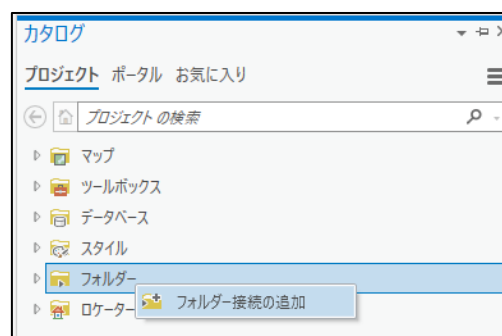 カタログ
プロジェクト ポータル お気に入り
プロジェクト の検索
マップ
ツールボックス
データベース
スタイル
フォルダー
フォルダー接続の追加
ロケーター